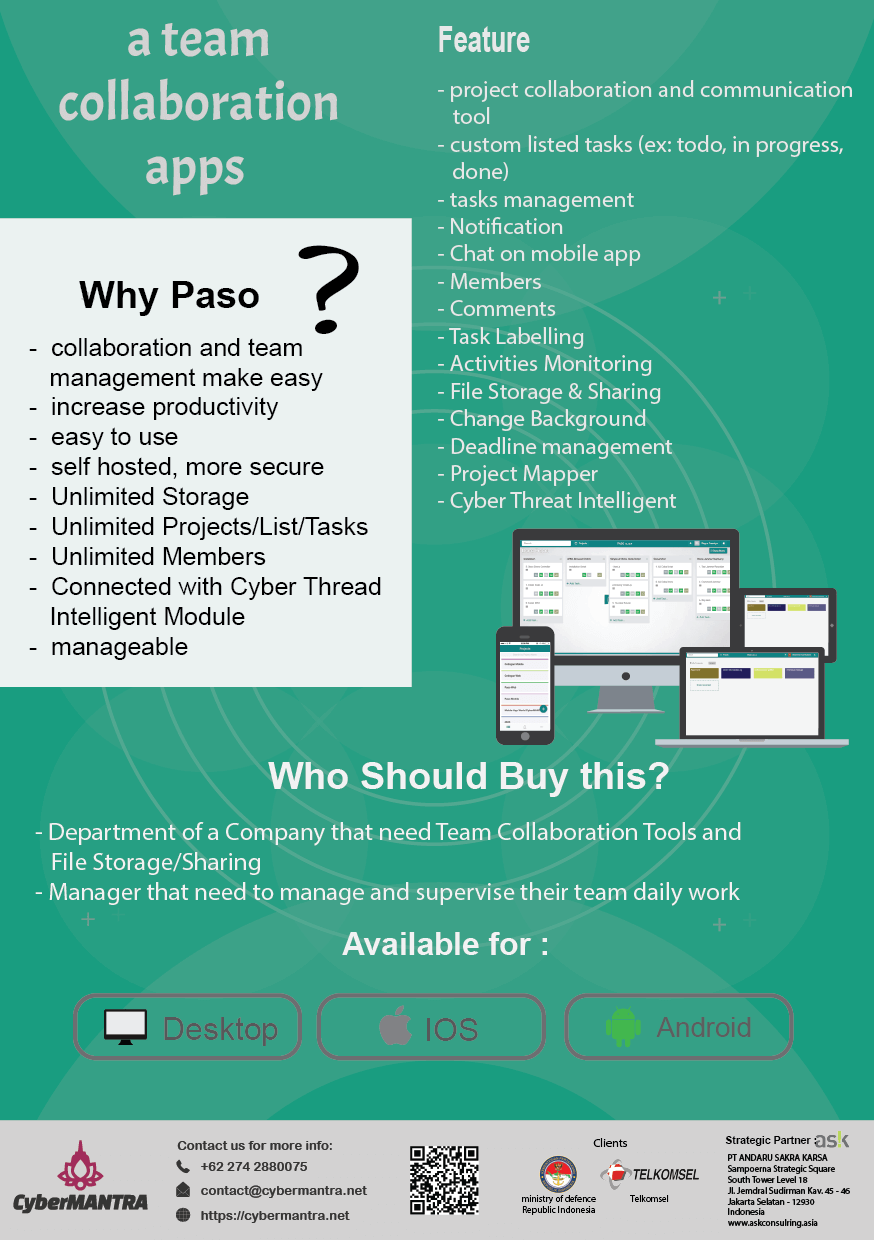 a team
collaboration
apps
Why Paso ?
- collaboration and team
management make easy
- increase productivity
- easy to use
- self hosted, more secure
- Unlimited Storage
- Unlimited Projects/List/Tasks
- Unlimited Members
- Connected with Cyber Thread
Intelligent Module
- manageable
Feature
- project collaboration and communication
tool
- custom listed tasks (ex: todo, in progress,
done)
- tasks management
- Notification
- Chat on mobile app
- Members
- Comments
- Task Labelling
- Activities Monitoring
- File Storage & Sharing
- Change Background
- Deadline management
- Project Mapper
- Cyber Threat Intelligent
Projects
Who Should Buy this?
- Department of a Company that need Team Collaboration Tools and
File Storage/Sharing
- Manager that need to manage and supervise their team daily work
Available for :
Desktop
IOS
Android
CyberMANTRA
Contact us for more info:
+62 274 2880075
contact@cybermantra.net
https://cybermantra.net
Clients
ministry of defence
Republic Indonesia
TELKOMSEL
Telkomsel
Strategic Partner : ask
PT ANDARU SAKRA KARSA
Sampoerna Strategic Square
South Tower Level 18
Jl. Jemdral Sudirman Kav. 45 - 46
Jakarta Selatan - 12930
Indonesia
www.askconsulring.asia